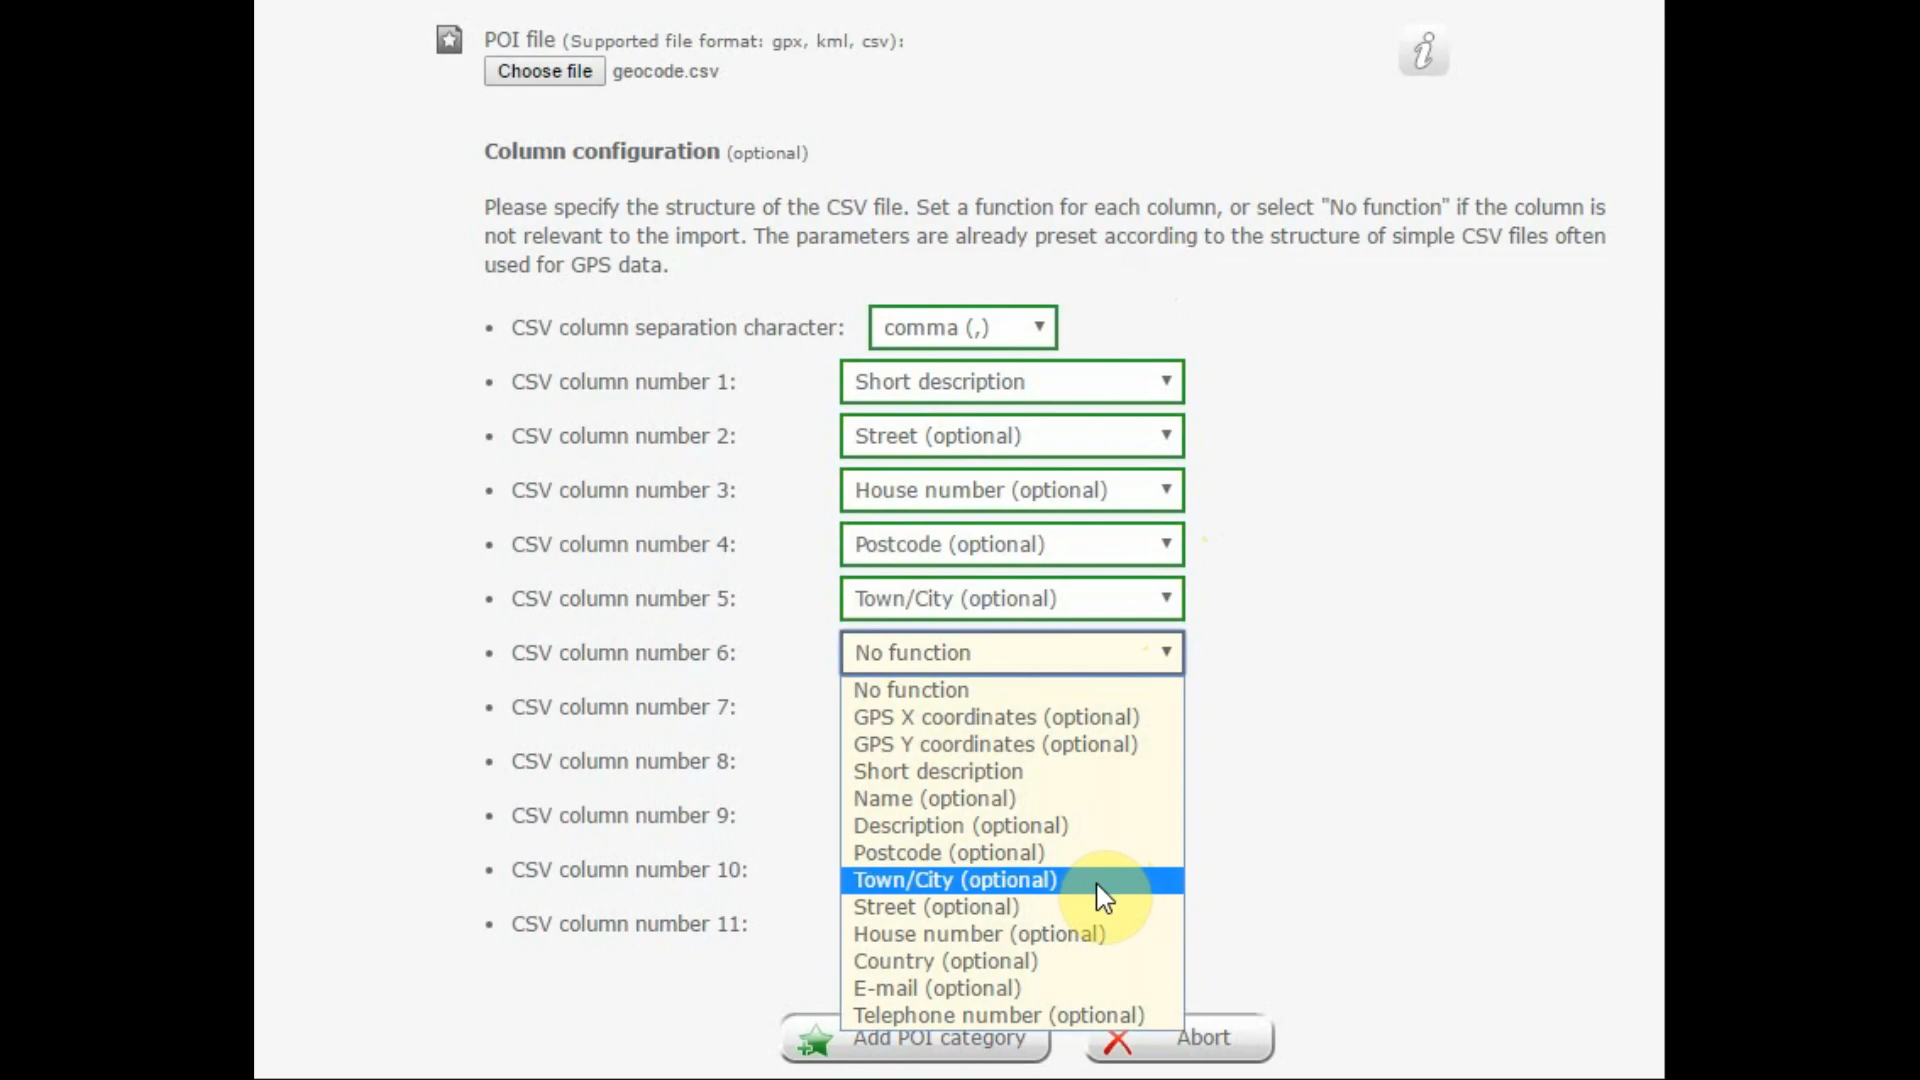 POI file (Supported file format: gpx, kml, csv):
Choose file geocode.csv
Column configuration (optional)
Please specify the structure of the CSV file. Set a function for each column, or select "No function" if the column is
not relevant to the import. The parameters are already preset according to the structure of simple CSV files often
used for GPS data.
• CSV column separation character: comma (,)
• CSV column number 1: Short description
• CSV column number 2: Street (optional)
• CSV column number 3: House number (optional)
• CSV column number 4: Postcode (optional)
• CSV column number 5: Town/City (optional)
• CSV column number 6: No function
• CSV column number 7:
• CSV column number 8:
• CSV column number 9:
• CSV column number 10:
• CSV column number 11:
No function
GPS X coordinates (optional)
GPS Y coordinates (optional)
Short description
Name (optional)
Description (optional)
Postcode (optional)
Town/City (optional)
Street (optional)
House number (optional)
Country (optional)
E-mail (optional)
Telephone number (optional)
Add POI category
Abort